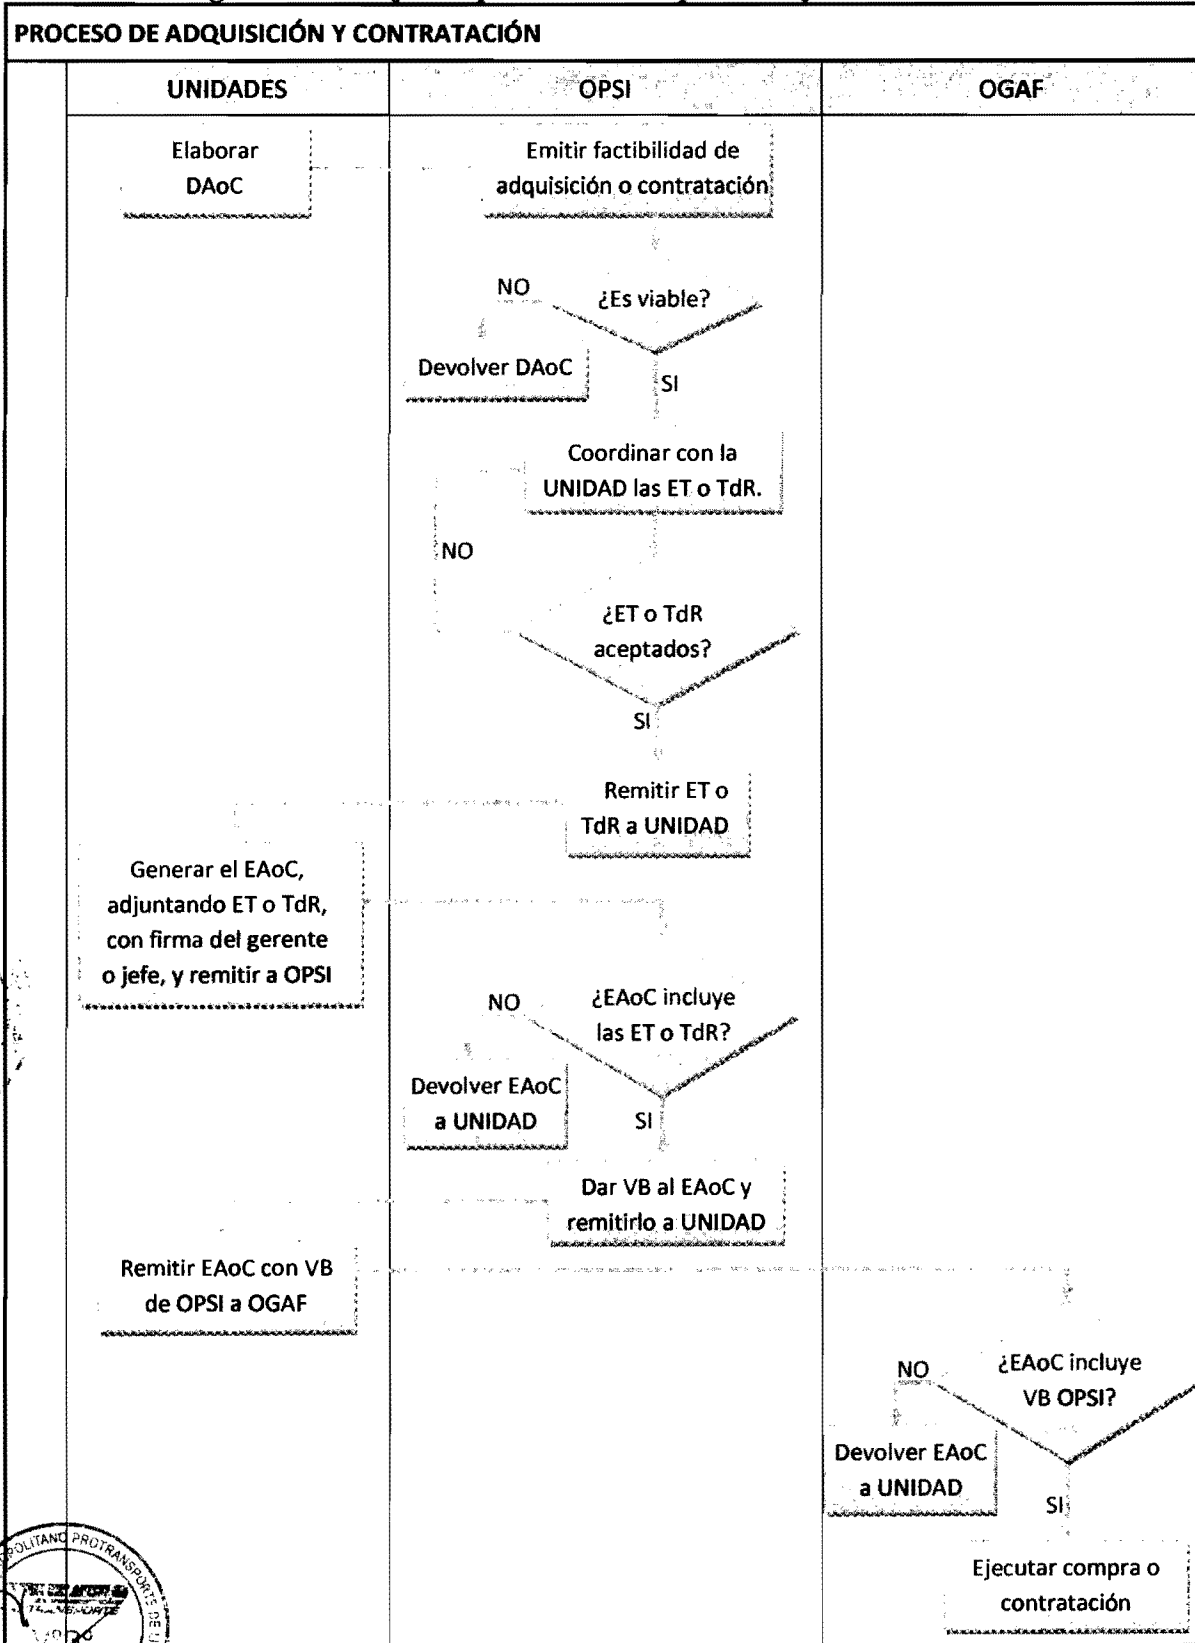 PROCESO DE ADQUISICIÓN Y CONTRATACIÓN
UNIDADES
OPSI
OGAF
Elaborar
DAoC
Emitir factibilidad de
adquisición o contratación
NO
¿Es viable?
Devolver DAoC
SI
Coordinar con la
UNIDAD las ET o TdR.
NO
¿ET o TdR
aceptados?
SI
Remitir ET o
TdR a UNIDAD
Generar el EAoC,
adjuntando ET o TdR,
con firma del gerente
o jefe, y remitir a OPSI
NO
¿EAoC incluye
las ET o TdR?
Devolver EAoC
a UNIDAD
SI
Dar VB al EAoC y
remitirlo a UNIDAD
Remitir EAoC con VB
de OPSI a OGAF
NO
¿EAoC incluye
VB OPSI?
Devolver EAoC
a UNIDAD
SI
Ejecutar compra o
contratación
POLITANO PROTRANSPORTE DE